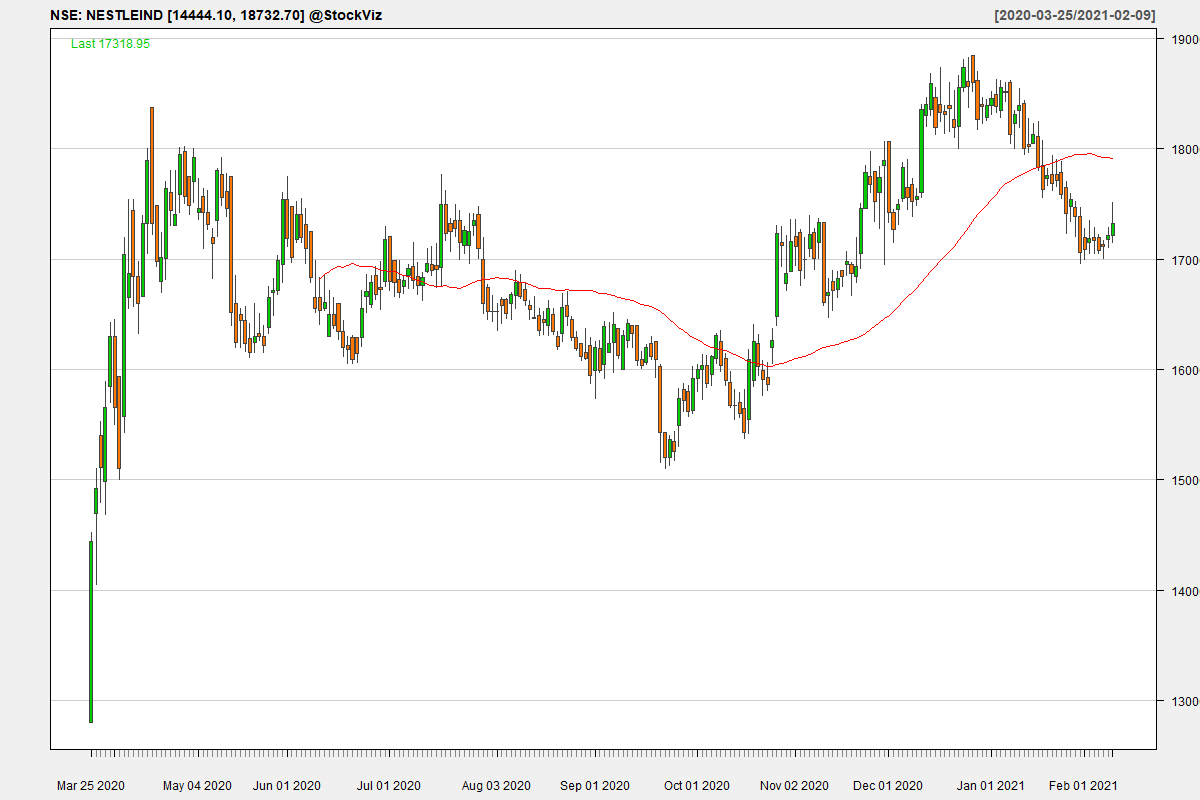 NSE: NESTLEIND [14444.10, 18732.70] @StockViz [2020-03-25/2021-02-09]
Last 17318.95
1900
1800
1700
1600
1500
1400
1300
Mar 25 2020 May 04 2020 Jun 01 2020 Jul 01 2020 Aug 03 2020 Sep 01 2020 Oct 01 2020 Nov 02 2020 Dec 01 2020 Jan 01 2021 Feb 01 2021